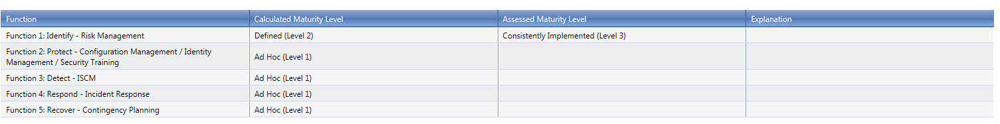 Function Calculated Maturity Level Assessed Maturity Level Explanation
Function 1: Identify - Risk Management Defined (Level 2) Consistently Implemented (Level 3)
Function 2: Protect - Configuration Management / Identity
Management / Security Training Ad Hoc (Level 1)
Function 3: Detect - ISCM Ad Hoc (Level 1)
Function 4: Respond - Incident Response Ad Hoc (Level 1)
Function 5: Recover - Contingency Planning Ad Hoc (Level 1)